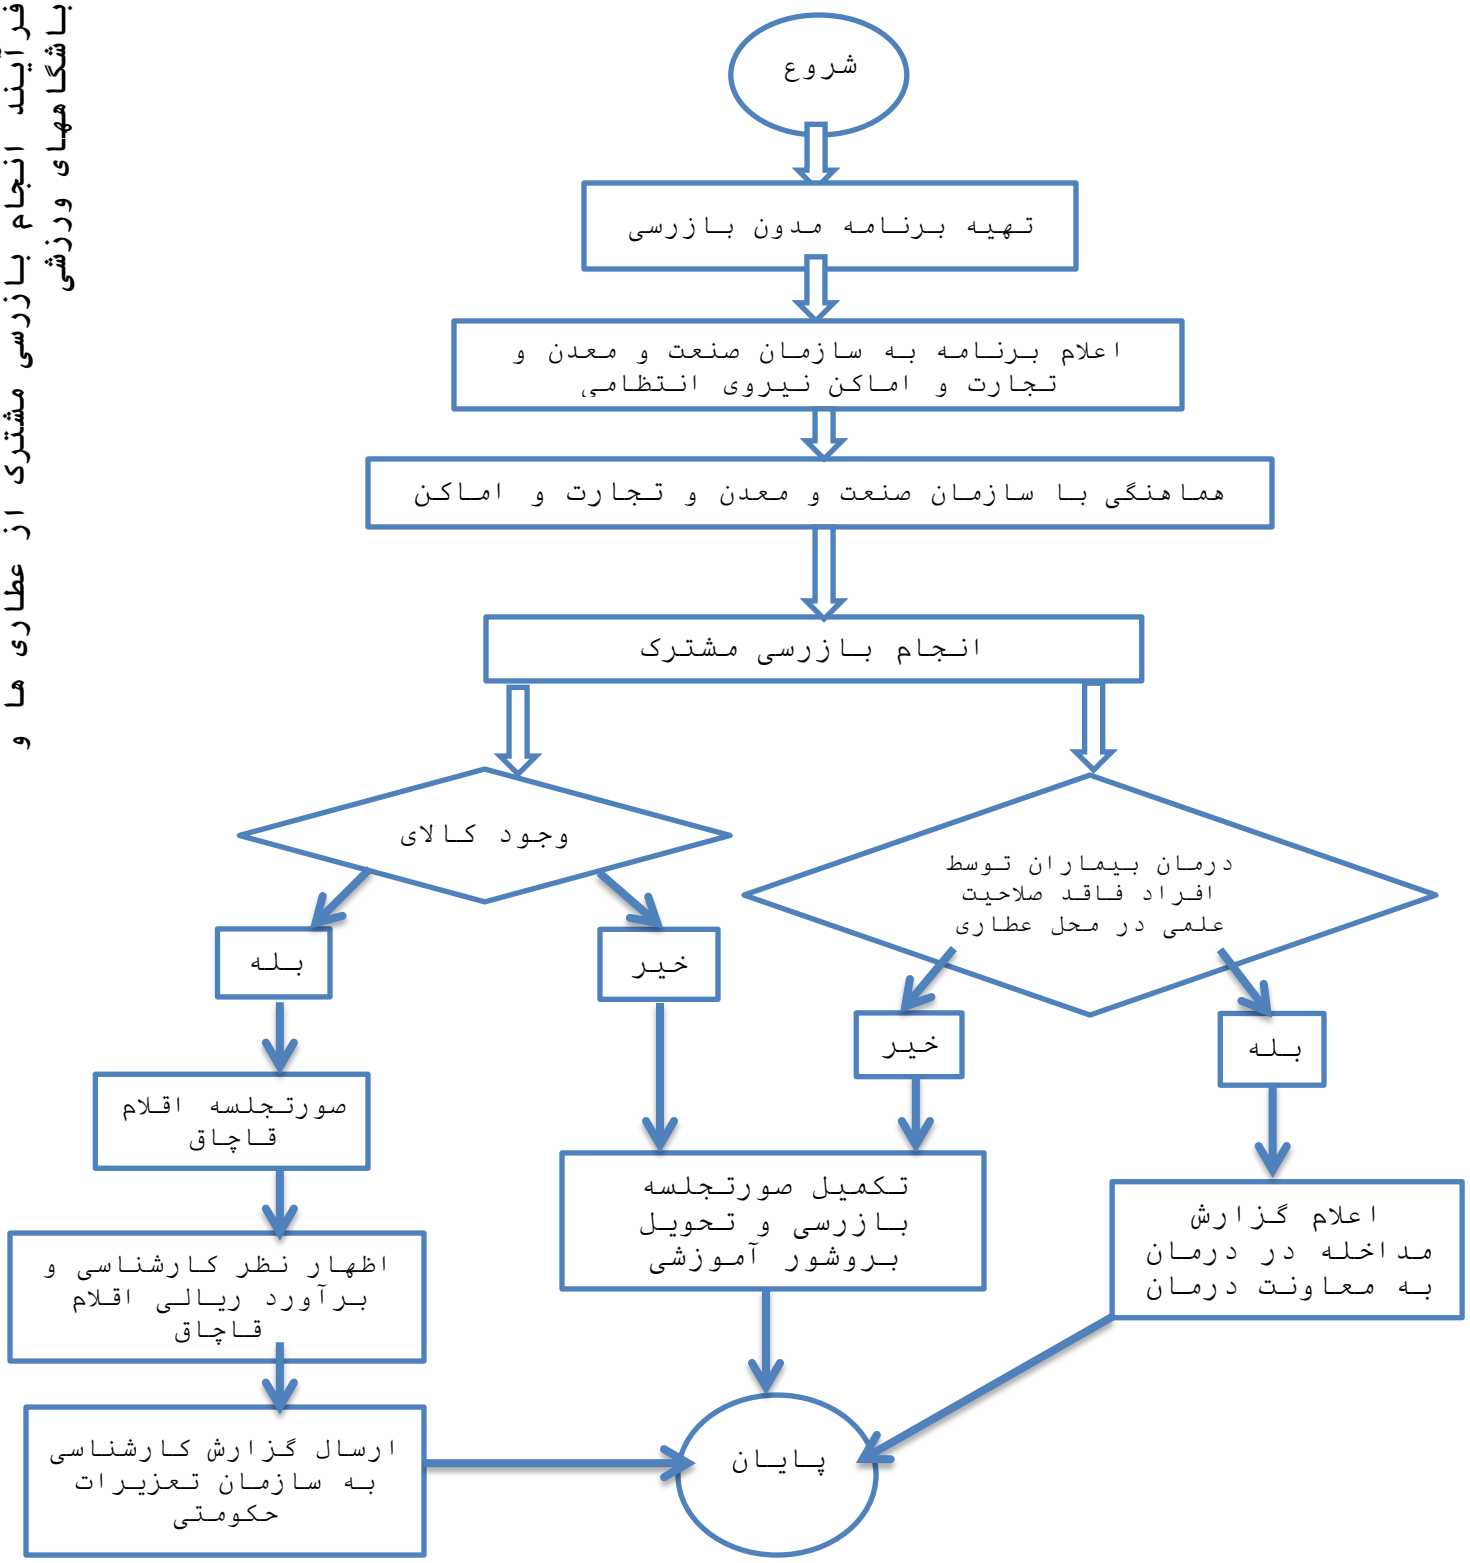 فرآیند انجام بازرسی مشترک از عطاری ها و
باشگاههای ورزشی
شروع
تهیه برنامه مدون بازرسی
اعلام برنامه به سازمان صنعت و معدن و
تجارت و اماکن نیروی انتظامی
هماهنگی با سازمان صنعت و معدن و تجارت و اماکن
انجام بازرسی مشترک
وجود کالای
درمان بیماران توسط
افراد فاقد صلاحیت
علمی در محل عطاری
بله
خیر
خیر
بله
صورتجلسه اقلام
قاچاق
تکمیل صورتجلسه
بازرسی و تحویل
بروشور آموزشی
اعلام گزارش
مداخله در درمان
به معاونت درمان
اظهار نظر کارشناسی و
برآورد ریالی اقلام
قاچاق
ارسال گزارش کارشناسی
به سازمان تعزیرات
حکومتی
پایان